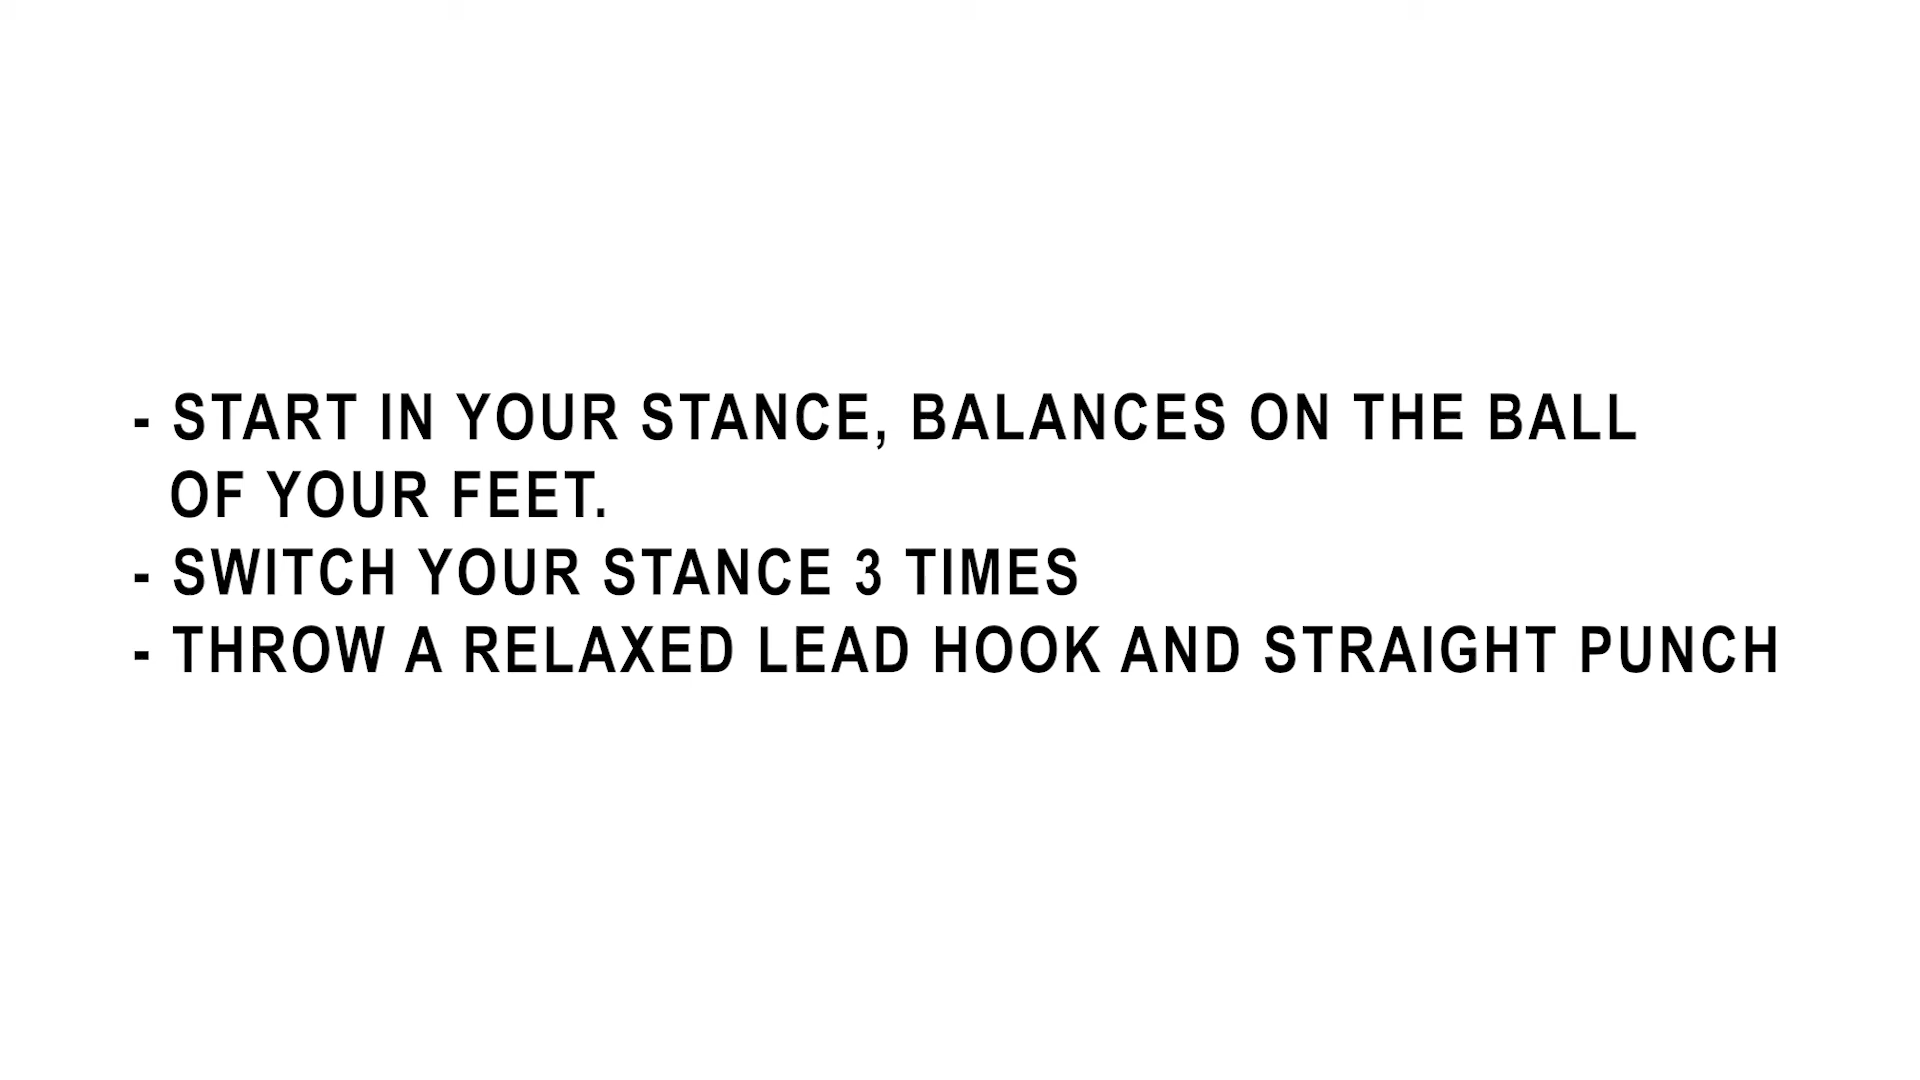 - START IN YOUR STANCE, BALANCES ON THE BALL
OF YOUR FEET.
- SWITCH YOUR STANCE 3 TIMES
- THROW A RELAXED LEAD HOOK AND STRAIGHT PUNCH